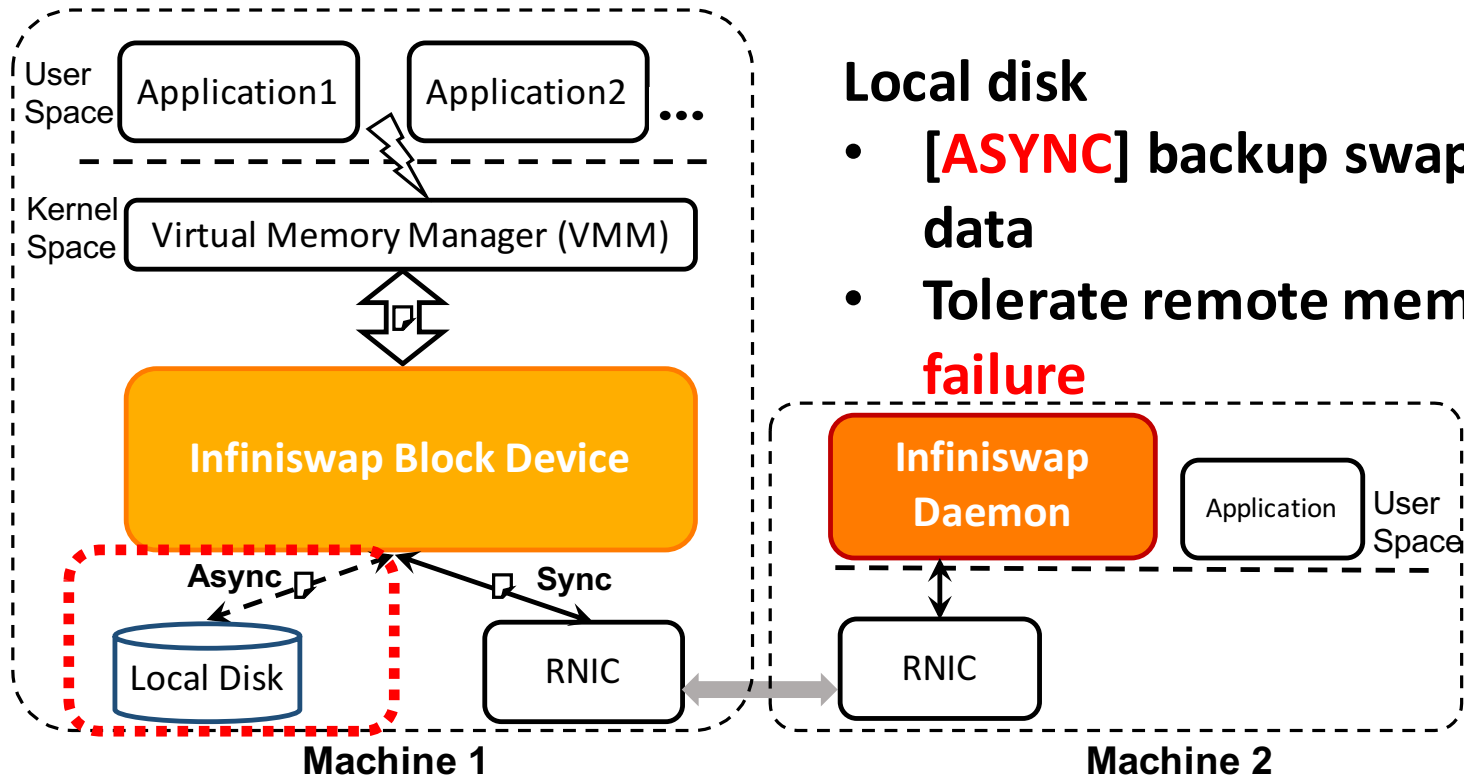 User
Space
Application1
Application2
...
Kernel
Space
Virtual Memory Manager (VMM)
Infiniswap Block Device
Async
Sync
Local Disk
RNIC
Machine 1
Local disk
• [ASYNC] backup swap
data
• Tolerate remote mem
failure
Infiniswap
Daemon
Application
User
Space
RNIC
Machine 2